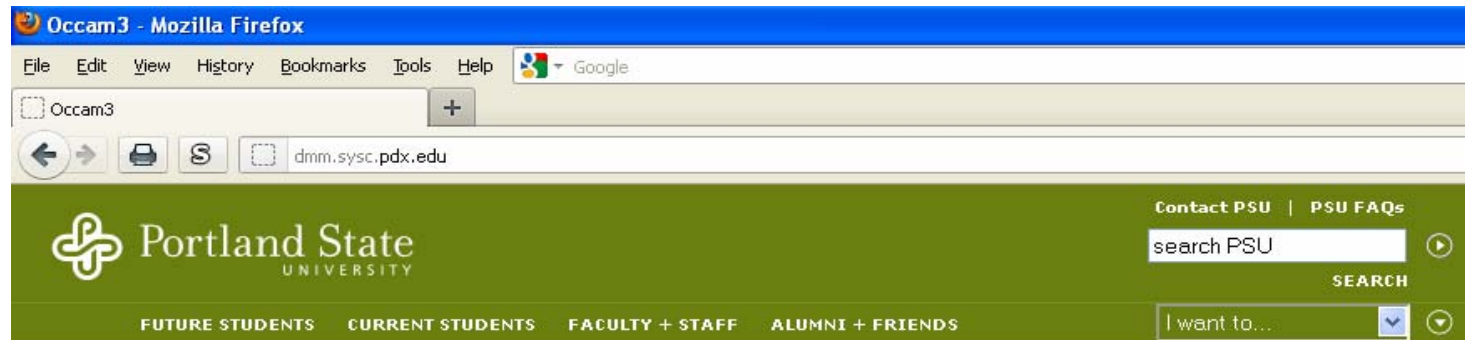 Occam3 - Mozilla Firefox
File Edit View History Bookmarks Tools Help Google
Occam3 +
S dmm.sysc.pdx.edu
Contact PSU | PSU FAQs
Portland State
UNIVERSITY
search PSU
SEARCH
FUTURE STUDENTS CURRENT STUDENTS FACULTY + STAFF ALUMNI + FRIENDS I want to...